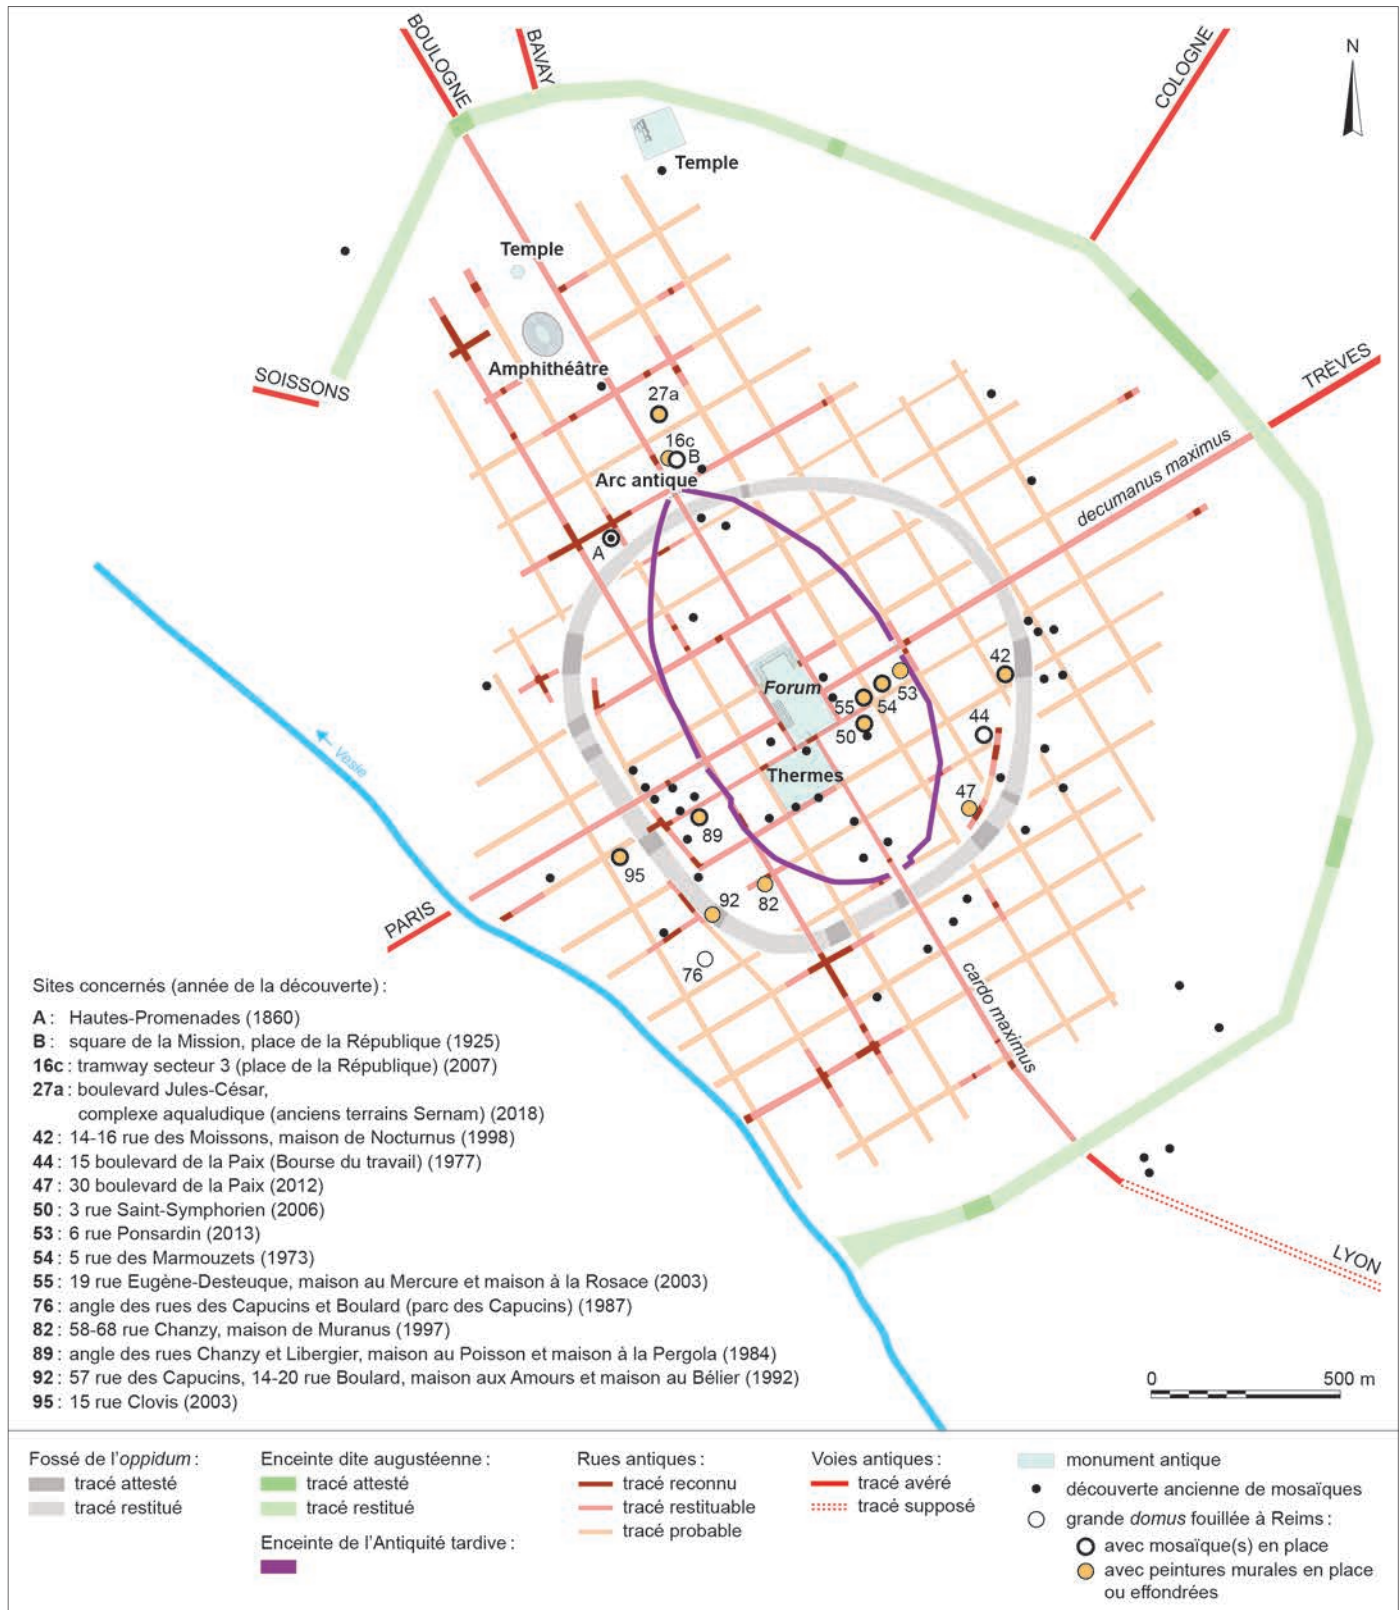 BOULOGNE
BAVAY
COLOGNE
N
Temple
Temple
Amphithéâtre
SOISSONS
TRÈVES
27a
16c
B
Arc antique
decumanus maximus
A
42
Forum
53
55
54
44
50
Vesle
Thermes
47
89
95
92
82
PARIS
76
cardo maximus
LYON
Sites concernés (année de la découverte) :
A : Hautes-Promenades (1860)
B : square de la Mission, place de la République (1925)
16c : tramway secteur 3 (place de la République) (2007)
27a : boulevard Jules-César,
complexe aqualudique (anciens terrains Sernam) (2018)
42 : 14-16 rue des Moissons, maison de Nocturnus (1998)
44 : 15 boulevard de la Paix (Bourse du travail) (1977)
47 : 30 boulevard de la Paix (2012)
50 : 3 rue Saint-Symphorien (2006)
53 : 6 rue Ponsardin (2013)
54 : 5 rue des Marmouzets (1973)
55 : 19 rue Eugène-Desteuque, maison au Mercure et maison à la Rosace (2003)
76 : angle des rues des Capucins et Boulard (parc des Capucins) (1987)
82 : 58-68 rue Chanzy, maison de Muranus (1997)
89 : angle des rues Chanzy et Libergier, maison au Poisson et maison à la Pergola (1984)
92 : 57 rue des Capucins, 14-20 rue Boulard, maison aux Amours et maison au Bélier (1992)
95 : 15 rue Clovis (2003)
0 500 m
Fossé de l'oppidum :
tracé attesté
tracé restitué
Enceinte dite augustéenne :
tracé attesté
tracé restitué
Enceinte de l'Antiquité tardive :
Rues antiques :
tracé reconnu
tracé restituable
tracé probable
Voies antiques :
tracé avéré
tracé supposé
monument antique
découverte ancienne de mosaïques
grande domus fouillée à Reims :
avec mosaïque(s) en place
avec peintures murales en place
ou effondrées